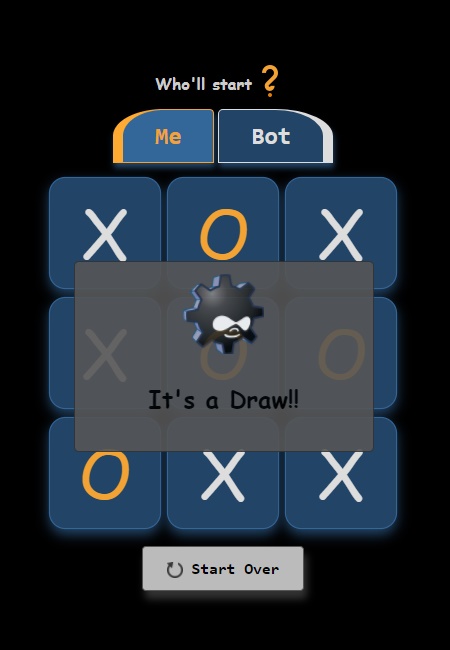 Who'll start ?
Me Bot
X O X
X O O
It's a Draw!!
O X X
Start Over